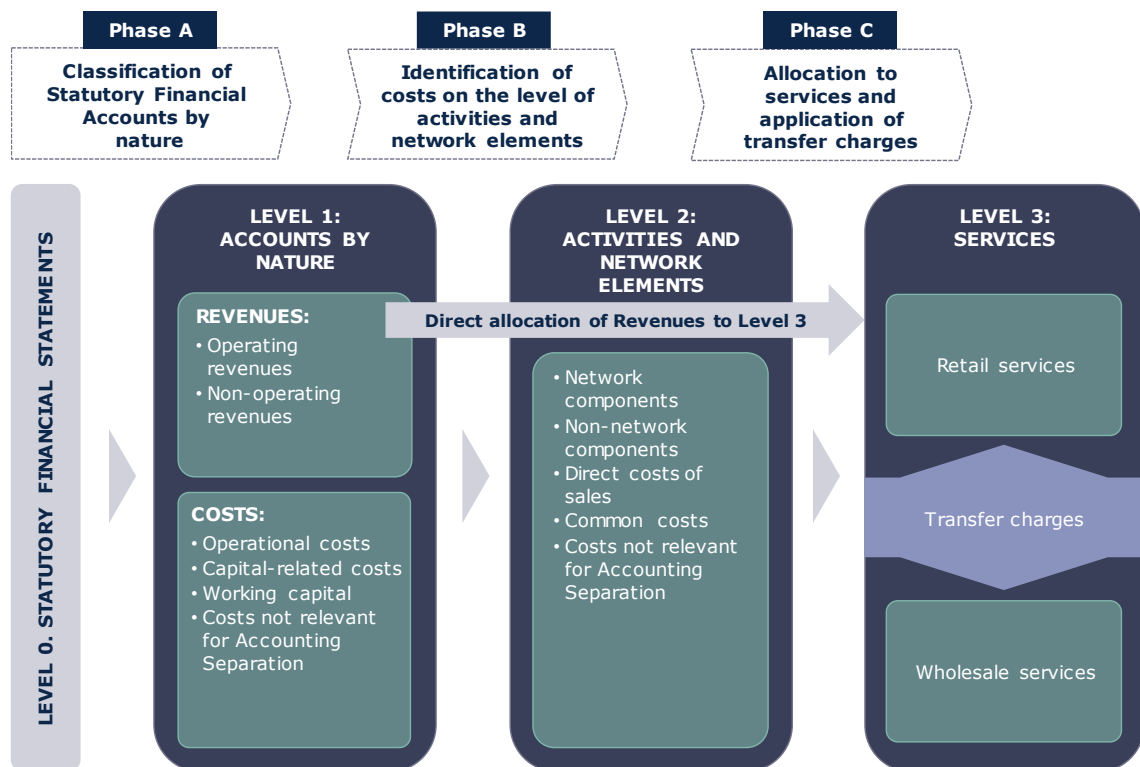 Phase A
Phase B
Phase C
Classification of
Statutory Financial
Accounts by
nature
Identification of
costs on the level of
activities and
network elements
Allocation to
services and
application of
transfer charges
LEVEL 0. STATUTORY FINANCIAL STATEMENTS
LEVEL 1:
ACCOUNTS BY
NATURE
REVENUES:
• Operating
revenues
• Non-operating
revenues
COSTS:
• Operational costs
• Capital-related costs
• Working capital
• Costs not relevant
for Accounting
Separation
LEVEL 2:
ACTIVITIES AND
NETWORK
ELEMENTS
Direct allocation of Revenues to Level 3
• Network
components
• Non-network
components
• Direct costs of
sales
• Common costs
• Costs not relevant
for Accounting
Separation
LEVEL 3:
SERVICES
Retail services
Transfer charges
Wholesale services